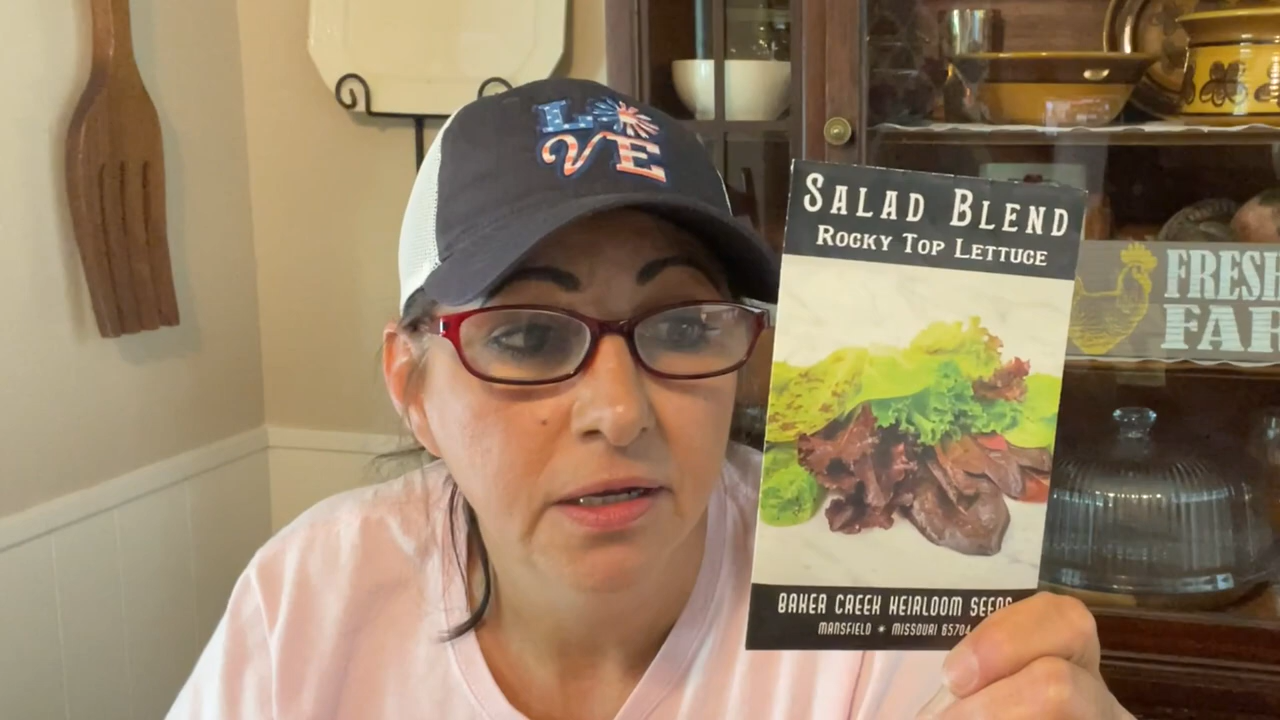 LOVE
SALAD BLEND
ROCKY TOP LETTUCE
BAKER CREEK HEIRLOOM SEEDS
MANSFIELD * MISSOURI 65704
FRESH
FAR